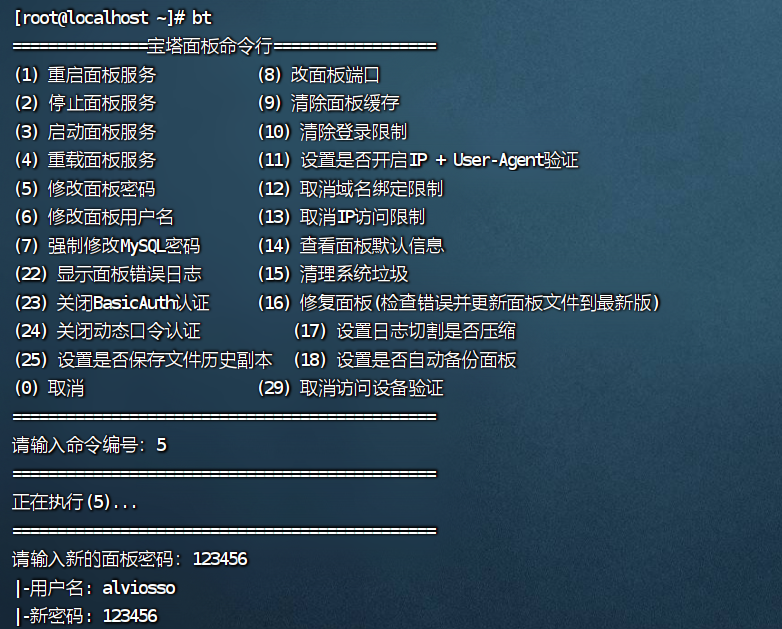 [root@localhost ~]# bt
===============宝塔面板命令行==================
(1) 重启面板服务 (8) 改面板端口
(2) 停止面板服务 (9) 清除面板缓存
(3) 启动面板服务 (10) 清除登录限制
(4) 重载面板服务 (11) 设置是否开启IP + User-Agent验证
(5) 修改面板密码 (12) 取消域名绑定限制
(6) 修改面板用户名 (13) 取消IP访问限制
(7) 强制修改MySQL密码 (14) 查看面板默认信息
(22) 显示面板错误日志 (15) 清理系统垃圾
(23) 关闭BasicAuth认证 (16) 修复面板(检查错误并更新面板文件到最新版)
(24) 关闭动态口令认证 (17) 设置日志切割是否压缩
(25) 设置是否保存文件历史副本 (18) 设置是否自动备份面板
(0) 取消 (29) 取消访问设备验证
===============================================
请输入命令编号: 5
===============================================
正在执行(5)...
===============================================
请输入新的面板密码: 123456
|-用户名: alviosso
|-新密码: 123456